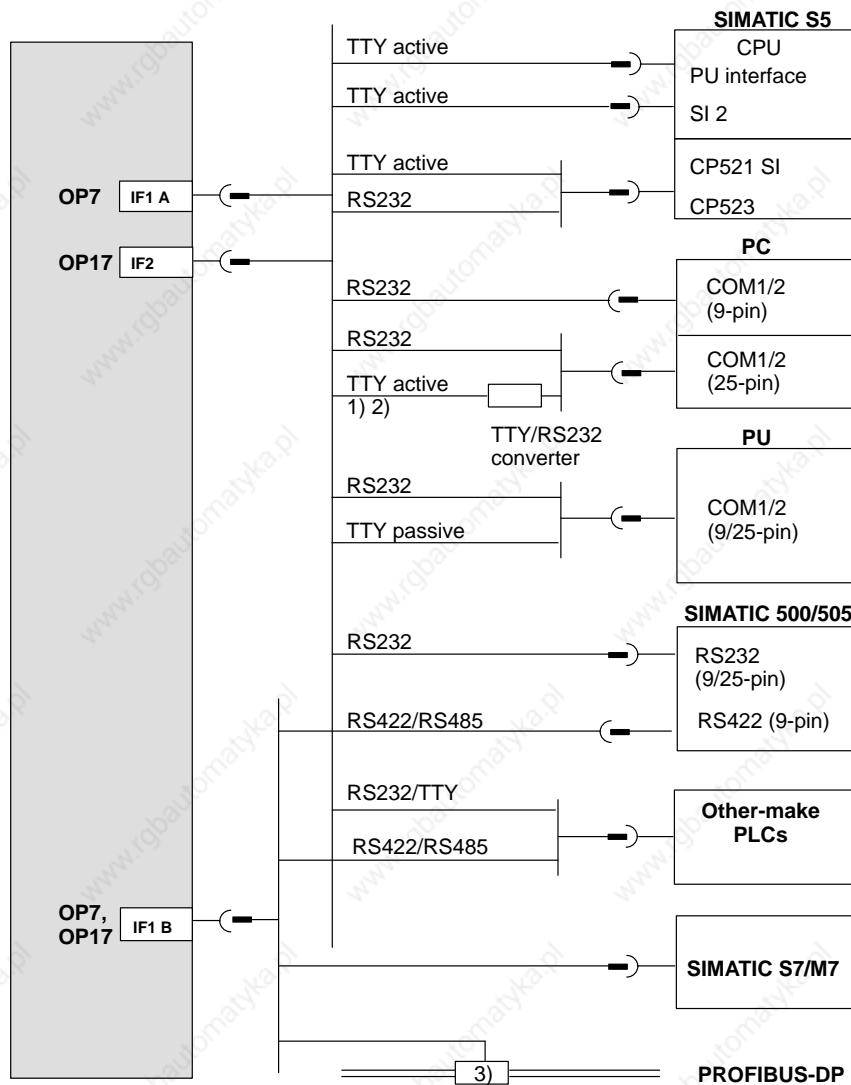 SIMATIC S5
TTY active
CPU
PU interface
TTY active
SI 2
TTY active
CP521 SI
OP7
IF1 A
RS232
CP523
OP17
IF2
PC
RS232
COM1/2
(9-pin)
RS232
COM1/2
(25-pin)
TTY active
1) 2)
TTY/RS232
converter
PU
RS232
COM1/2
(9/25-pin)
TTY passive
SIMATIC 500/505
RS232
RS232
(9/25-pin)
RS422/RS485
RS422 (9-pin)
RS232/TTY
Other-make
PLCs
RS422/RS485
OP7,
OP17
IF1 B
SIMATIC S7/M7
3)
PROFIBUS-DP
www.rgbautomatyka.pl